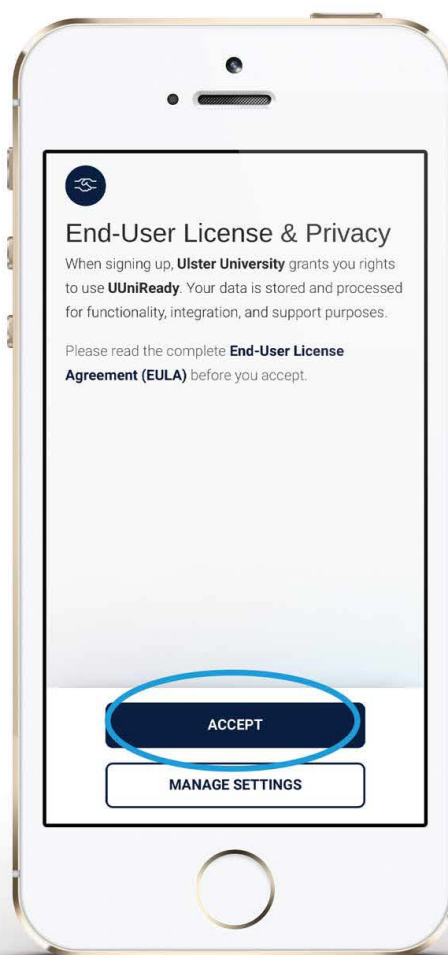 End-User License & Privacy
When signing up, Ulster University grants you rights
to use UUniReady. Your data is stored and processed
for functionality, integration, and support purposes.
Please read the complete End-User License
Agreement (EULA) before you accept.
ACCEPT
MANAGE SETTINGS